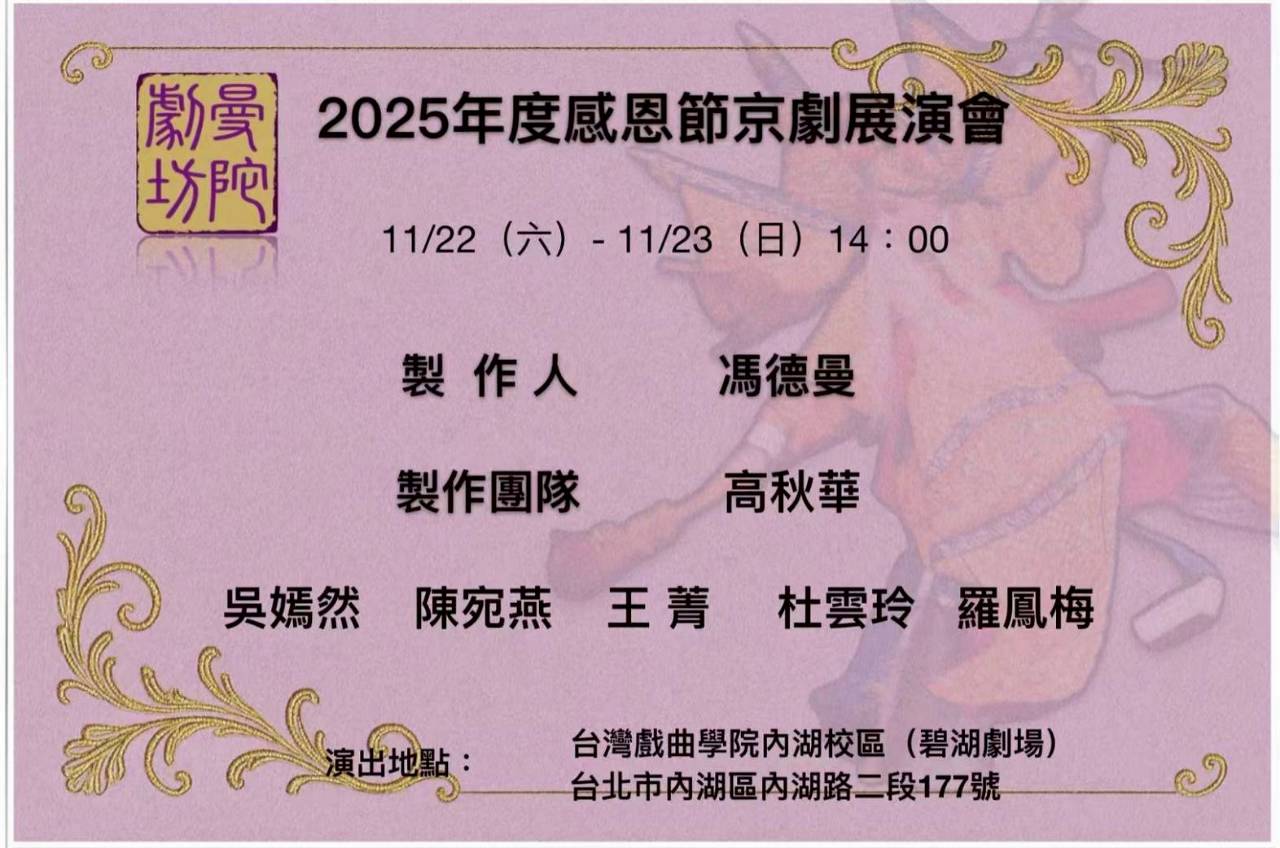 曼陀
劇坊
2025年度感恩節京劇展演會
11/22（六）- 11/23（日）14：00
製 作 人 馮德曼
製作團隊 高秋華
吳嫣然 陳宛燕 王 菁 杜雲玲 羅鳳梅
演出地點： 台灣戲曲學院內湖校區（碧湖劇場）
台北市內湖區內湖路二段177號